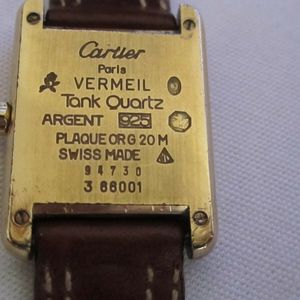 Cartier
Paris
VERMEIL
Tank Quartz
ARGENT 925
PLAQUE OR G 20 M
SWISS MADE
94730
3 66001